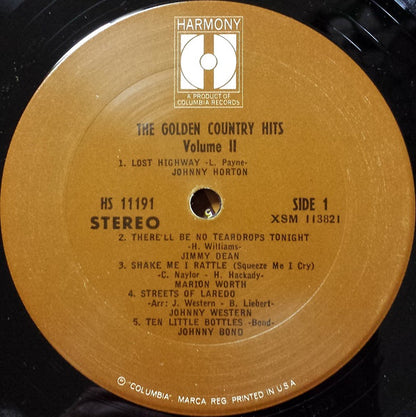 HARMONY
H
A PRODUCT OF
COLUMBIA RECORDS
THE GOLDEN COUNTRY HITS
Volume II
1. LOST HIGHWAY -L. Payne-
JOHNNY HORTON
HS 11191 SIDE 1
STEREO XSM 113821
2. THERE'LL BE NO TEARDROPS TONIGHT
-H. Williams-
JIMMY DEAN
3. SHAKE ME I RATTLE (Squeeze Me I Cry)
-C. Naylor - H. Hackady-
MARION WORTH
4. STREETS OF LAREDO
-Arr: J. Western - B. Liebert-
JOHNNY WESTERN
5. TEN LITTLE BOTTLES -Bond-
JOHNNY BOND
© "COLUMBIA", MARCA REG. PRINTED IN U.S.A